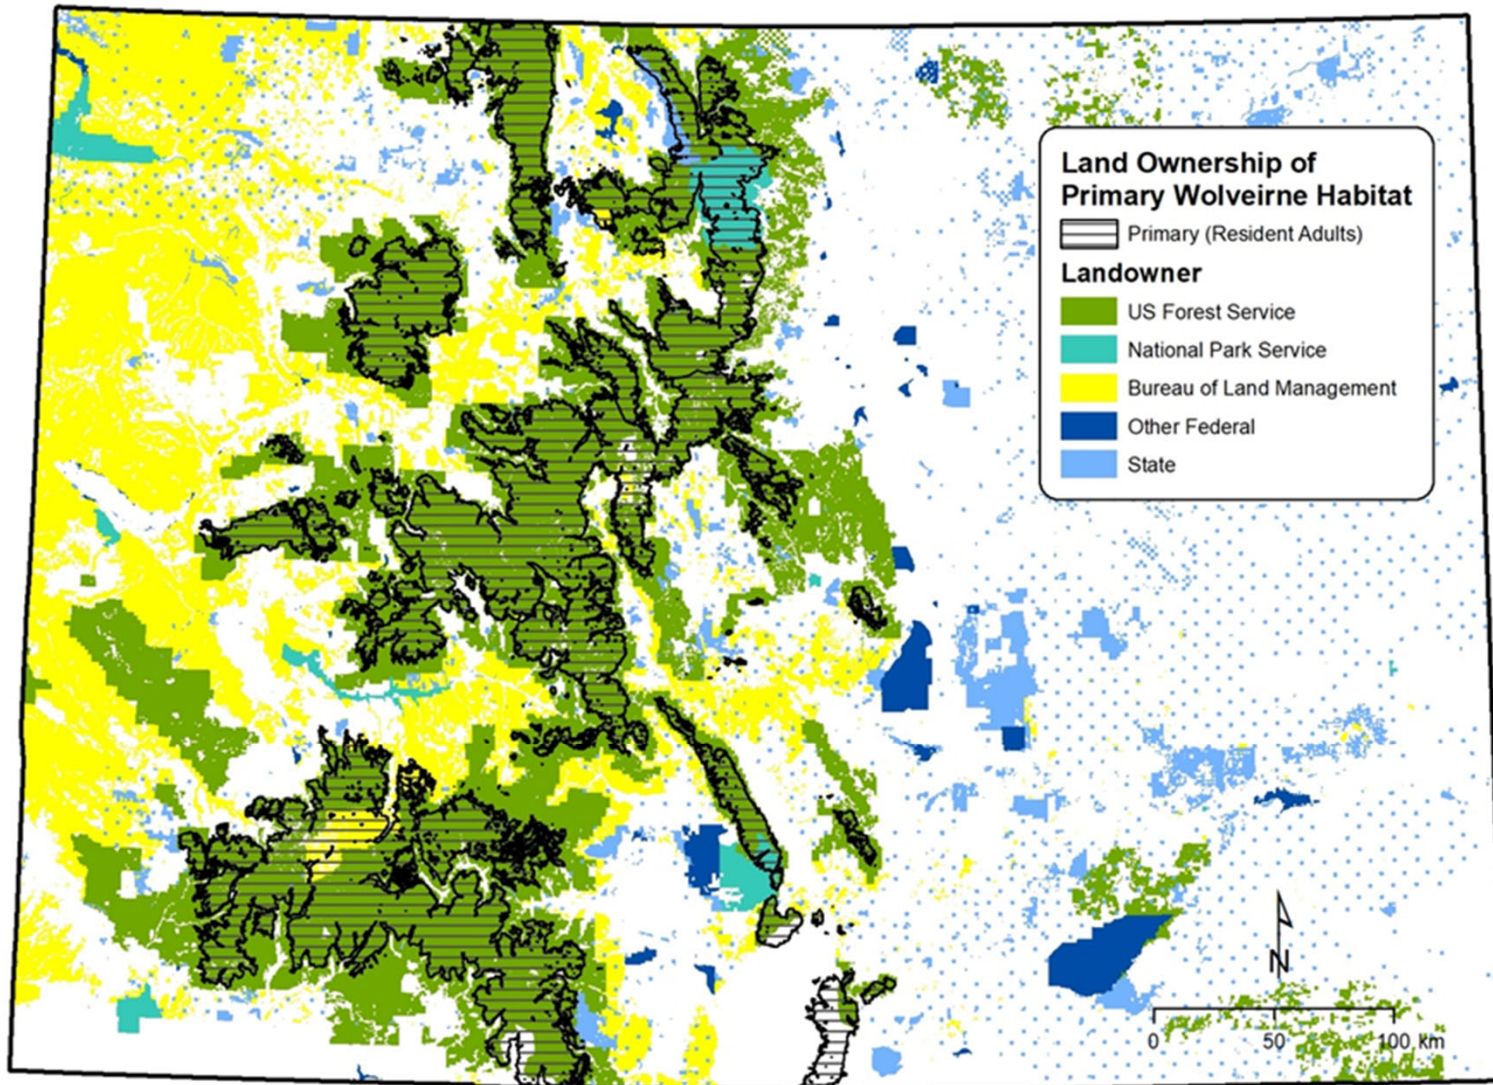 Land Ownership of
Primary Wolveirne Habitat
Primary (Resident Adults)
Landowner
US Forest Service
National Park Service
Bureau of Land Management
Other Federal
State
N
0 50 100 km